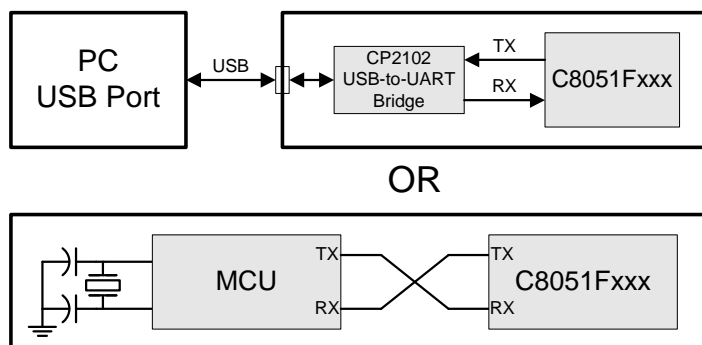 PC
USB Port
USB
CP2102
USB-to-UART
Bridge
TX
RX
C8051Fxxx
OR
MCU
TX
RX
TX
RX
C8051Fxxx